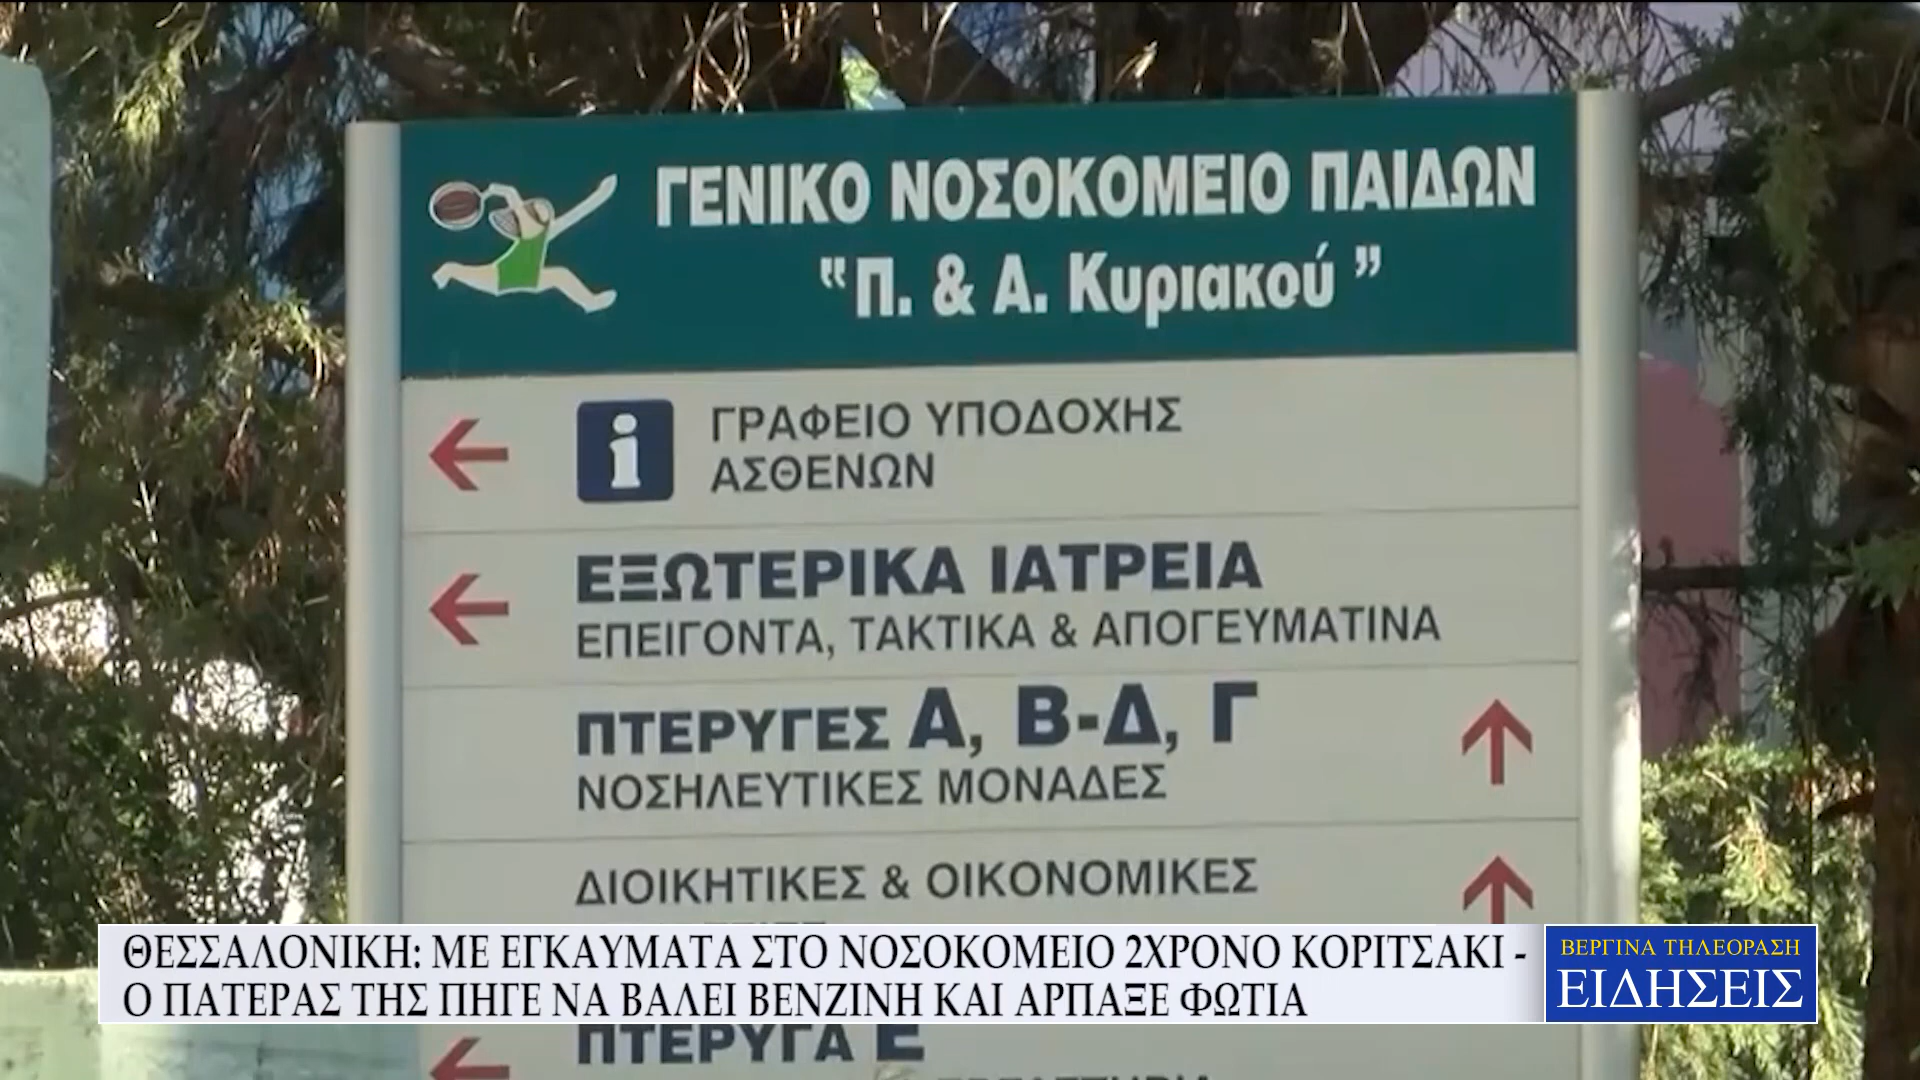 ΓΕΝΙΚΟ ΝΟΣΟΚΟΜΕΙΟ ΠΑΙΔΩΝ
“Π. & Α. Κυριακού ”
i ΓΡΑΦΕΙΟ ΥΠΟΔΟΧΗΣ
ΑΣΘΕΝΩΝ
ΕΞΩΤΕΡΙΚΑ ΙΑΤΡΕΙΑ
ΕΠΕΙΓΟΝΤΑ, ΤΑΚΤΙΚΑ & ΑΠΟΓΕΥΜΑΤΙΝΑ
ΠΤΕΡΥΓΕΣ Α, Β-Δ, Γ
ΝΟΣΗΛΕΥΤΙΚΕΣ ΜΟΝΑΔΕΣ
ΔΙΟΙΚΗΤΙΚΕΣ & ΟΙΚΟΝΟΜΙΚΕΣ
ΘΕΣΣΑΛΟΝΙΚΗ: ΜΕ ΕΓΚΑΥΜΑΤΑ ΣΤΟ ΝΟΣΟΚΟΜΕΙΟ 2ΧΡΟΝΟ ΚΟΡΙΤΣΑΚΙ -
Ο ΠΑΤΕΡΑΣ ΤΗΣ ΠΗΓΕ ΝΑ ΒΑΛΕΙ ΒΕΝΖΙΝΗ ΚΑΙ ΑΡΠΑΞΕ ΦΩΤΙΑ
ΒΕΡΓΙΝΑ ΤΗΛΕΟΡΑΣΗ
ΕΙΔΗΣΕΙΣ
ΠΤΕΡΥΓΑ Ε